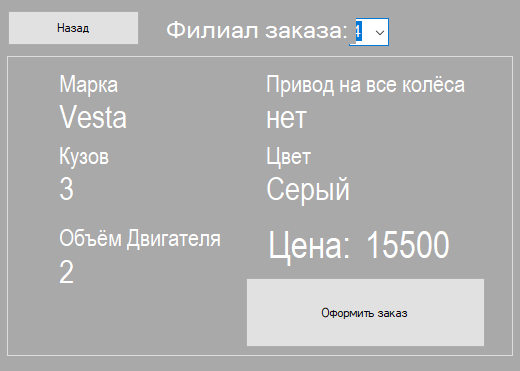 Назад
Филиал заказа: 4
Марка
Vesta
Привод на все колёса
нет
Кузов
3
Цвет
Серый
Объём Двигателя
2
Цена: 15500
Оформить заказ